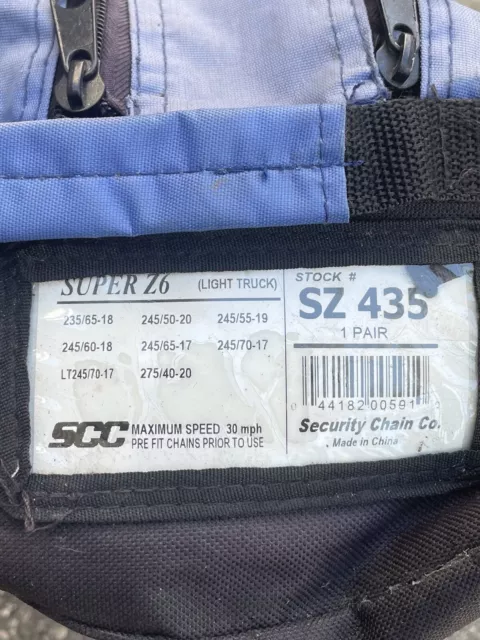 SUPER Z6 (LIGHT TRUCK)
235/65-18 245/50-20 245/55-19
245/60-18 245/65-17 245/70-17
LT245/70-17 275/40-20
SCC MAXIMUM SPEED 30 mph
PRE FIT CHAINS PRIOR TO USE
STOCK #
SZ 435
1 PAIR
0 44182 00591
Security Chain Co.
Made in China